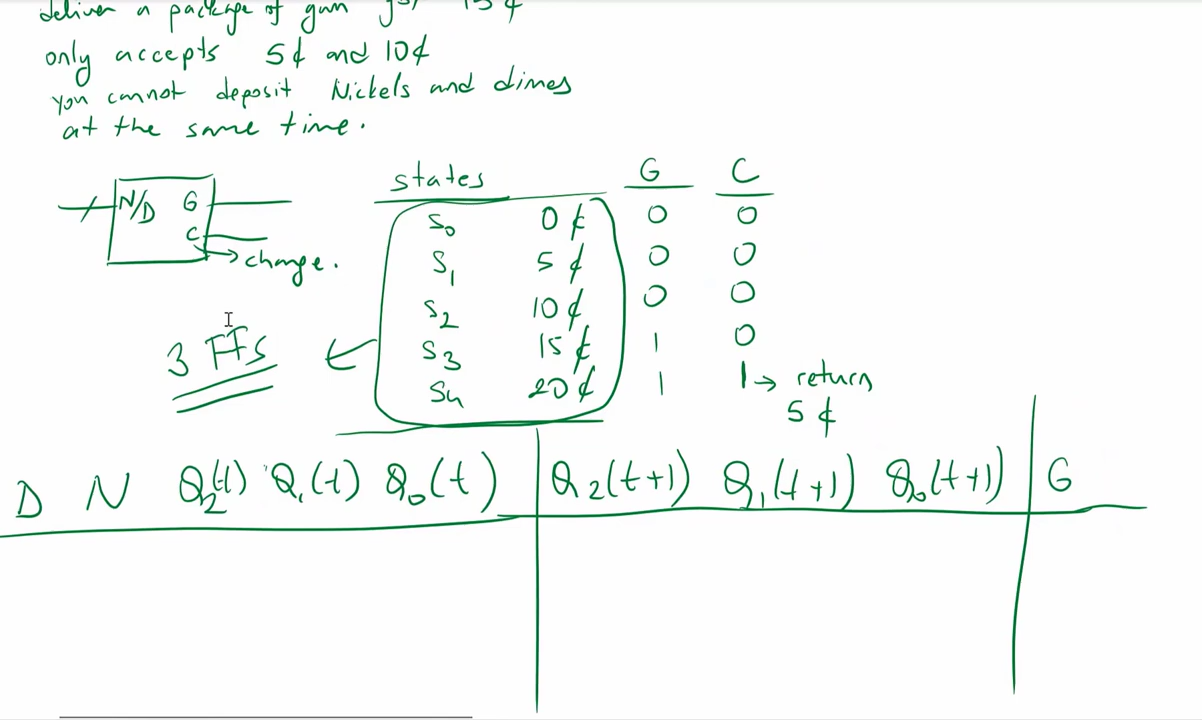 deliver a package of gum for 15 ¢
only accepts 5¢ and 10¢
you cannot deposit Nickels and dimes
at the same time.
N/D G
C
→ change.
3 FFs
states G C
S0 0 ¢ 0 0
S1 5 ¢ 0 0
S2 10 ¢ 0 0
S3 15 ¢ 1 0
S4 20 ¢ 1 1 → return
5 ¢
D N Q2(t) Q1(t) Q0(t) Q2(t+1) Q1(t+1) Q0(t+1) G